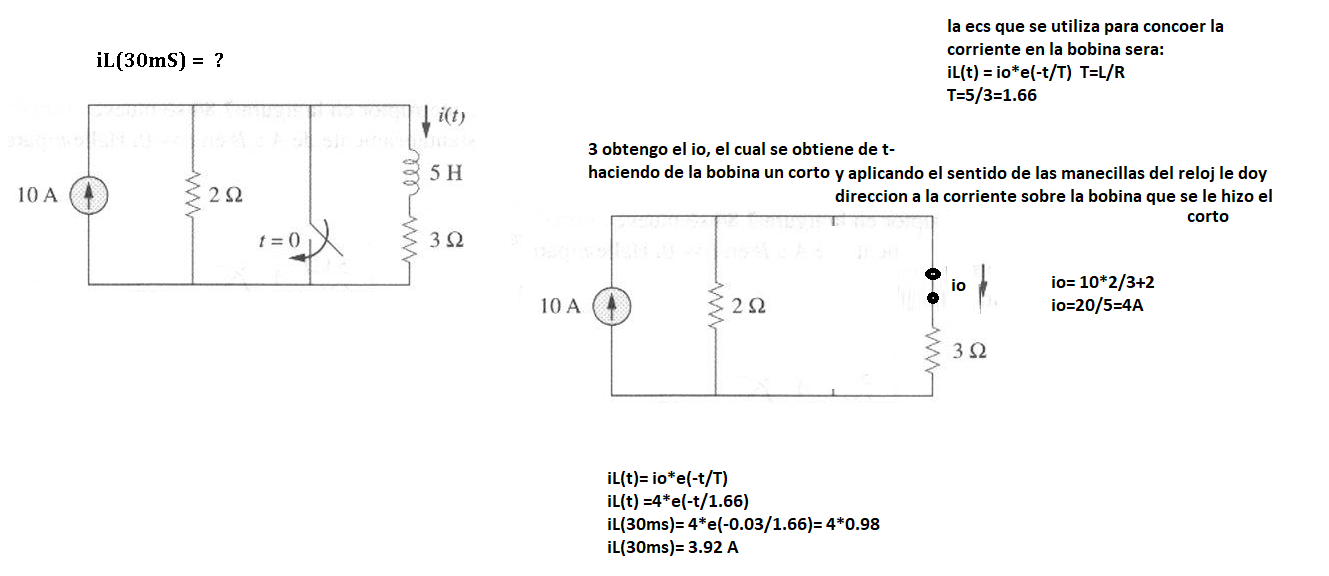 iL(30mS) = ?
i(t)
5 H
10 A
2 Ω
t = 0
3 Ω
la ecs que se utiliza para concoer la
corriente en la bobina sera:
iL(t) = io*e(-t/T) T=L/R
T=5/3=1.66
3 obtengo el io, el cual se obtiene de t-
haciendo de la bobina un corto y aplicando el sentido de las manecillas del reloj le doy
direccion a la corriente sobre la bobina que se le hizo el
corto
10 A
2 Ω
io
3 Ω
io= 10*2/3+2
io=20/5=4A
iL(t)= io*e(-t/T)
iL(t) =4*e(-t/1.66)
iL(30ms)= 4*e(-0.03/1.66)= 4*0.98
iL(30ms)= 3.92 A